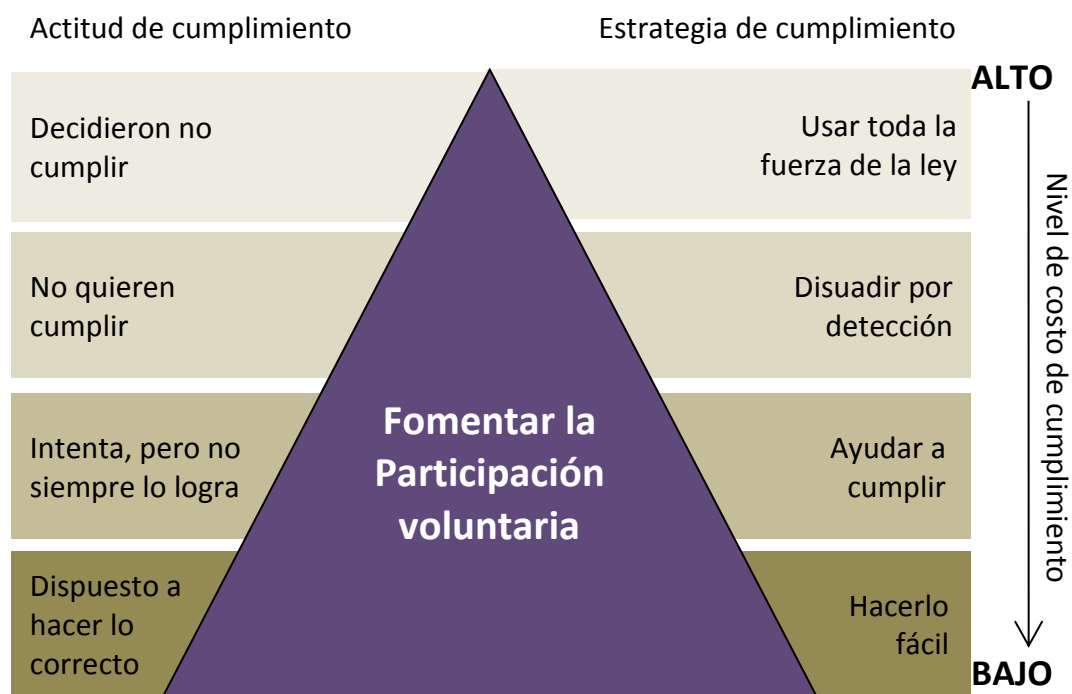 Actitud de cumplimiento
Estrategia de cumplimiento
ALTO
Decidieron no
cumplir
Usar toda la
fuerza de la ley
No quieren
cumplir
Disuadir por
detección
Intenta, pero no
siempre lo logra
Fomentar la
Participación
voluntaria
Ayudar a
cumplir
Dispuesto a
hacer lo
correcto
Hacerlo
fácil
Nivel de costo de cumplimiento
BAJO